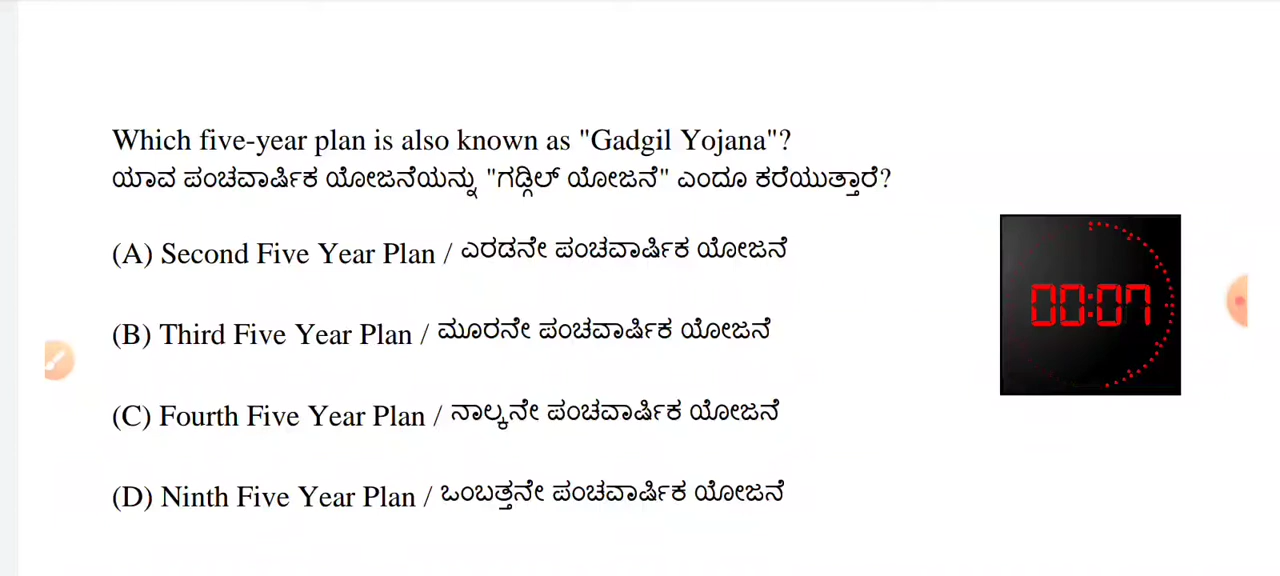 Which five-year plan is also known as "Gadgil Yojana"?
ಯಾವ ಪಂಚವಾರ್ಷಿಕ ಯೋಜನೆಯನ್ನು "ಗಡ್ಗಿಲ್ ಯೋಜನೆ" ಎಂದೂ ಕರೆಯುತ್ತಾರೆ?
(A) Second Five Year Plan / ಎರಡನೇ ಪಂಚವಾರ್ಷಿಕ ಯೋಜನೆ
00:07
(B) Third Five Year Plan / ಮೂರನೇ ಪಂಚವಾರ್ಷಿಕ ಯೋಜನೆ
(C) Fourth Five Year Plan / ನಾಲ್ಕನೇ ಪಂಚವಾರ್ಷಿಕ ಯೋಜನೆ
(D) Ninth Five Year Plan / ಒಂಬತ್ತನೇ ಪಂಚವಾರ್ಷಿಕ ಯೋಜನೆ